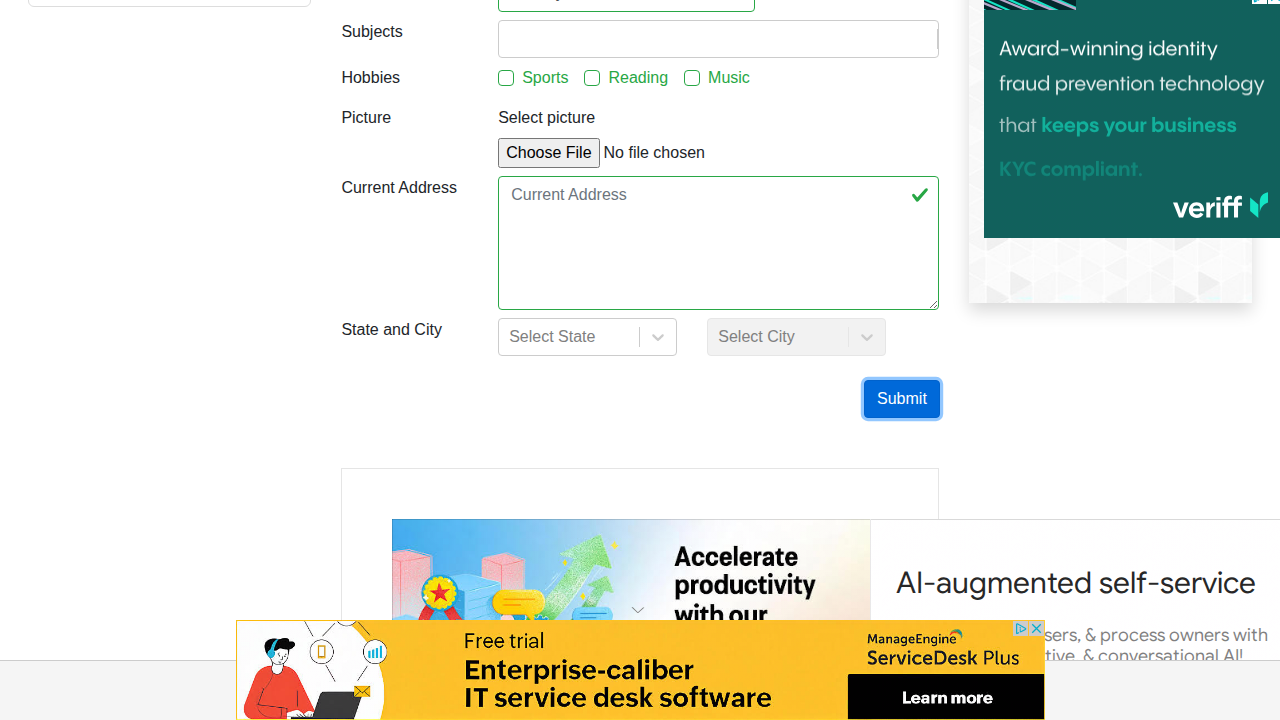 Subjects
Hobbies
Sports
Reading
Music
Picture
Select picture
Choose File
No file chosen
Current Address
Current Address
State and City
Select State
Select City
Submit
Award-winning identity
fraud prevention technology
that keeps your business
KYC compliant.
veriff
Accelerate
productivity
with our
AI-augmented self-service
sers, & process owners with
tive, & conversational AI!
Free trial
Enterprise-caliber
IT service desk software
ManageEngine
ServiceDesk Plus
Learn more